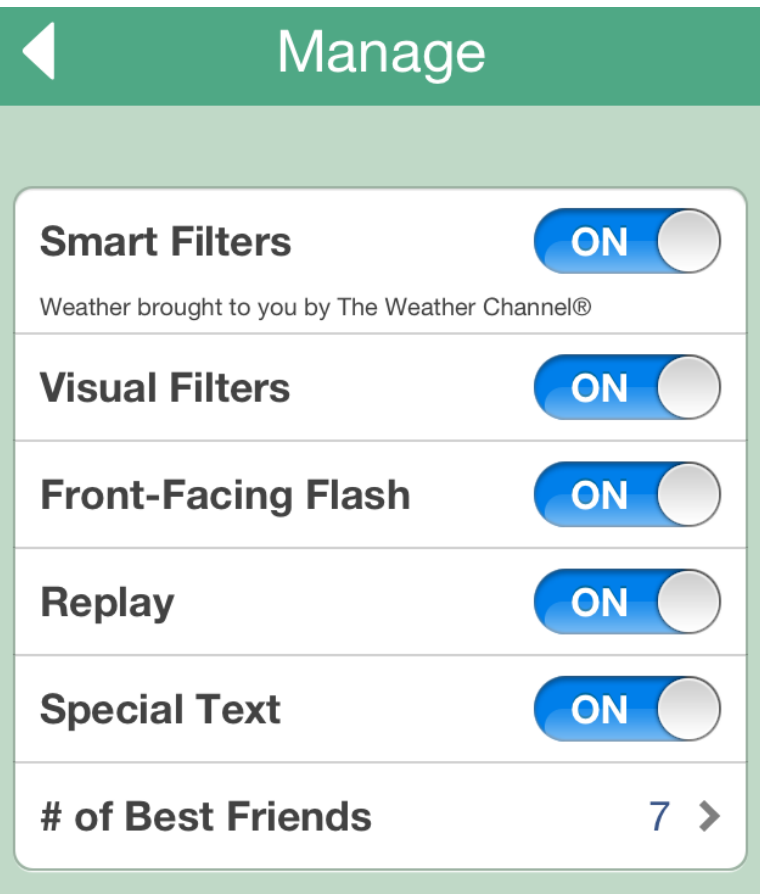 Manage
Smart Filters ON
Weather brought to you by The Weather Channel®
Visual Filters ON
Front-Facing Flash ON
Replay ON
Special Text ON
# of Best Friends 7